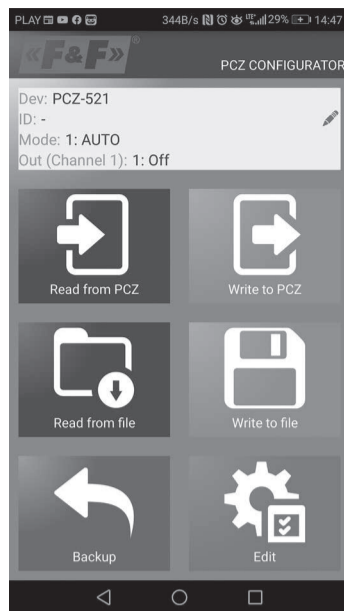 PLAY 344B/s LTE 29% 14:47
«F&F»®
PCZ CONFIGURATOR
Dev: PCZ-521
ID: -
Mode: 1: AUTO
Out (Channel 1): 1: Off
Read from PCZ
Write to PCZ
Read from file
Write to file
Backup
Edit